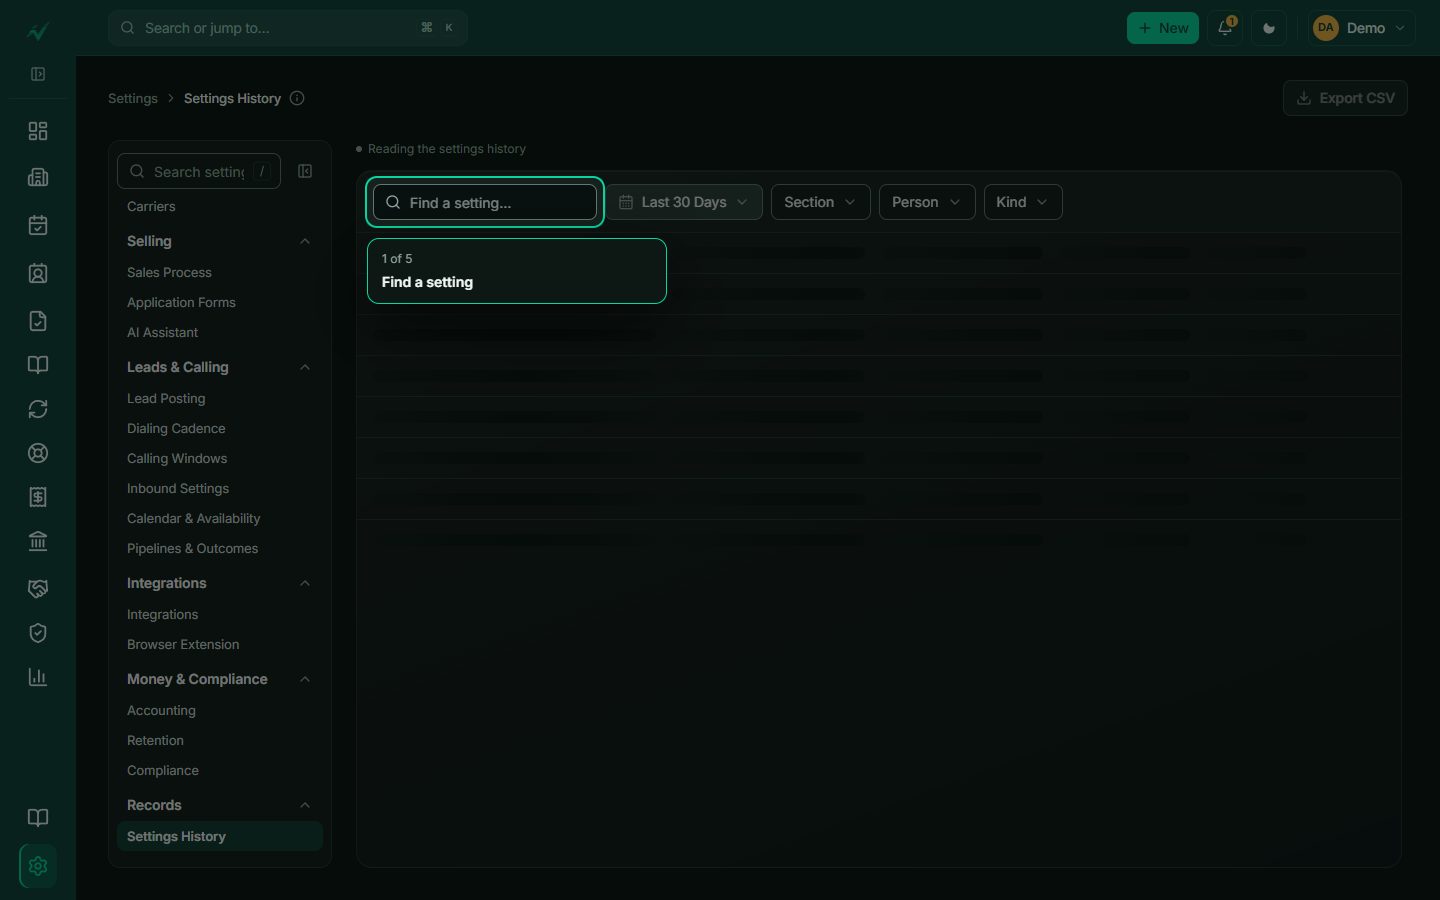 Search or jump to...
⌘ K
New
1
DA
Demo
Settings
Settings History
Export CSV
Search setting
/
Reading the settings history
Find a setting...
Last 30 Days
Section
Person
Kind
1 of 5
Find a setting
Carriers
Selling
Sales Process
Application Forms
AI Assistant
Leads & Calling
Lead Posting
Dialing Cadence
Calling Windows
Inbound Settings
Calendar & Availability
Pipelines & Outcomes
Integrations
Integrations
Browser Extension
Money & Compliance
Accounting
Retention
Compliance
Records
Settings History